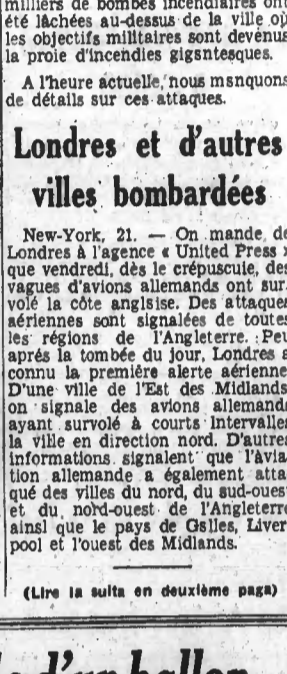 milliers de bombes incendiaires ont
été lâchées au-dessus de la ville où
les objectifs militaires sont devenus
la proie d'incendies gigsntesques.
A l'heure actuelle, nous msnquons
de détails sur ces attaques.
Londres et d'autres
villes bombardées
New-York, 21. — On mande de
Londres à l'agence « United Press »
que vendredi, dès le crépuscule, des
vagues d'avions allemands ont sur-
volé la côte anglsise. Des attaques
aériennes sont signalées de toutes
les régions de l'Angleterre. Peu
aprés la tombée du jour, Londres a
connu la première alerte aérienne.
D'une ville de l'Est des Midlands
on signale des avions allemands
ayant survolé à courts intervalles
la ville en direction nord. D'autres
informations signalent que l'avia-
tion allemande a également atta-
qué des villes du nord, du sud-ouest
et du nord-ouest de l'Angleterre
ainsl que le pays de Gslles, Liver-
pool et l'ouest des Midlands.
(Lire la suita en deuxième paga)
d'un ballon